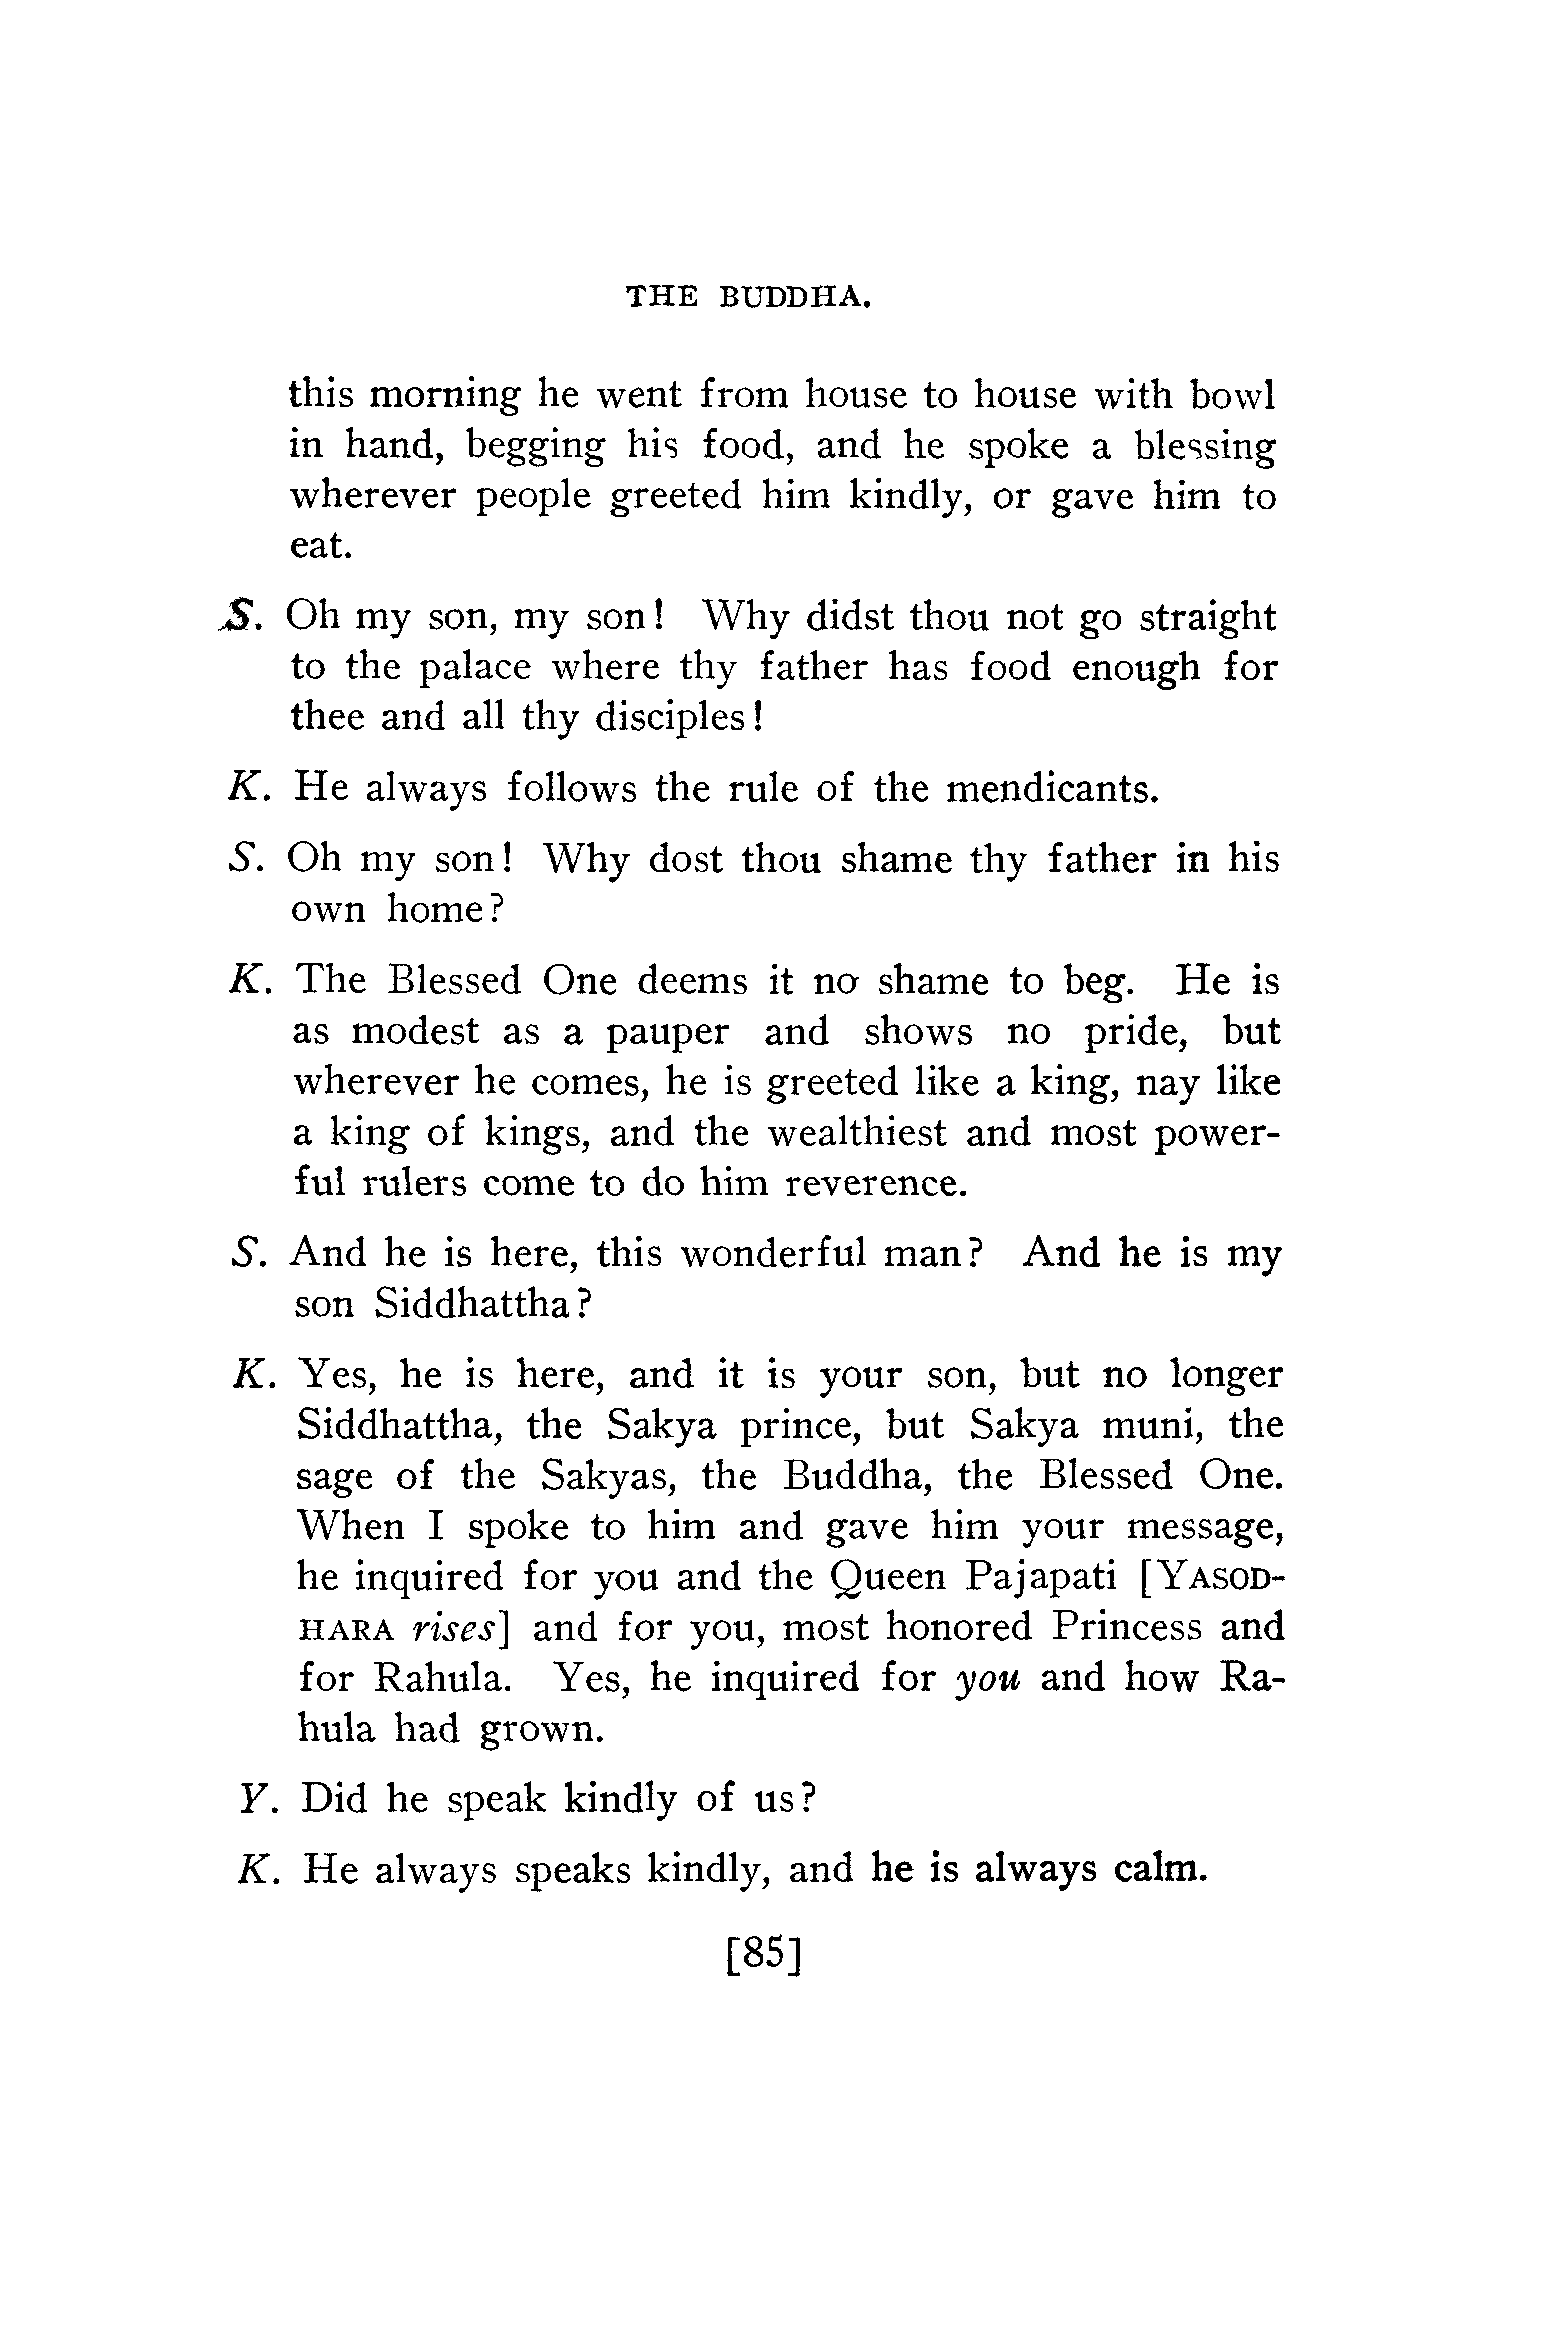 THE BUDDHA.
this morning he went from house to house with bowl
in hand, begging his food, and he spoke a blessing
wherever people greeted him kindly, or gave him to
eat.
S. Oh my son, my son! Why didst thou not go straight
to the palace where thy father has food enough for
thee and all thy disciples!
K. He always follows the rule of the mendicants.
S. Oh my son! Why dost thou shame thy father in his
own home?
K. The Blessed One deems it no shame to beg. He is
as modest as a pauper and shows no pride, but
wherever he comes, he is greeted like a king, nay like
a king of kings, and the wealthiest and most power-
ful rulers come to do him reverence.
S. And he is here, this wonderful man? And he is my
son Siddhattha?
K. Yes, he is here, and it is your son, but no longer
Siddhattha, the Sakya prince, but Sakya muni, the
sage of the Sakyas, the Buddha, the Blessed One.
When I spoke to him and gave him your message,
he inquired for you and the Queen Pajapati [YASOD-
HARA rises] and for you, most honored Princess and
for Rahula. Yes, he inquired for you and how Ra-
hula had grown.
Y. Did he speak kindly of us?
K. He always speaks kindly, and he is always calm.
[85]